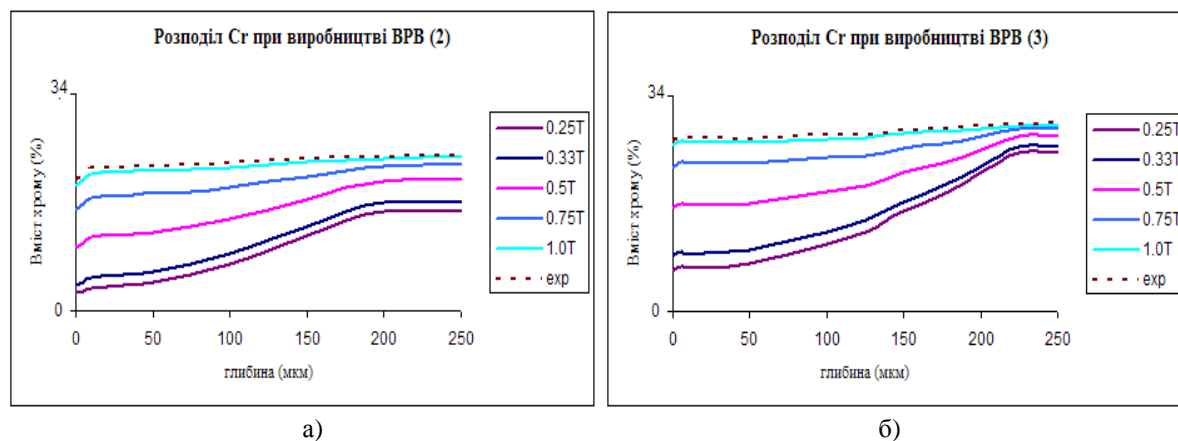 Розподіл Cr при виробництві ВРВ (2)
34
Вміст хрому (%)
0
0 50 100 150 200 250
глибина (мкм)
0.25T
0.33T
0.5T
0.75T
1.0T
exp
а)
Розподіл Cr при виробництві ВРВ (3)
34
Вміст хрому (%)
0
0 50 100 150 200 250
глибина (мкм)
0.25T
0.33T
0.5T
0.75T
1.0T
exp
б)